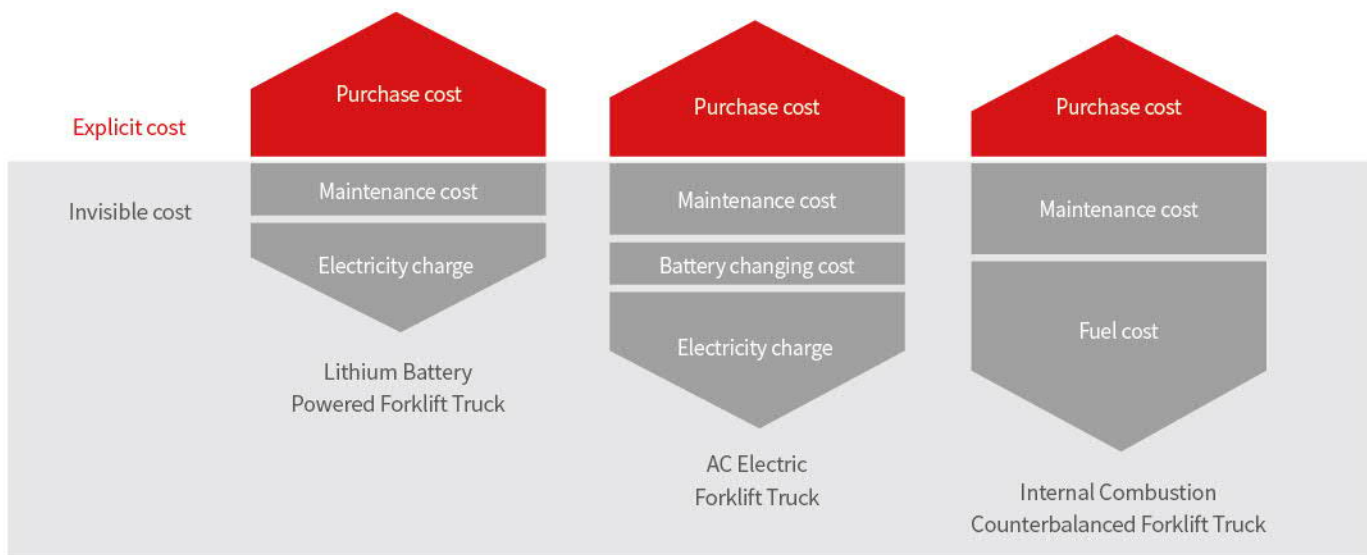 Explicit cost
Invisible cost
Purchase cost
Maintenance cost
Electricity charge
Lithium Battery
Powered Forklift Truck
Purchase cost
Maintenance cost
Battery changing cost
Electricity charge
AC Electric
Forklift Truck
Purchase cost
Maintenance cost
Fuel cost
Internal Combustion
Counterbalanced Forklift Truck